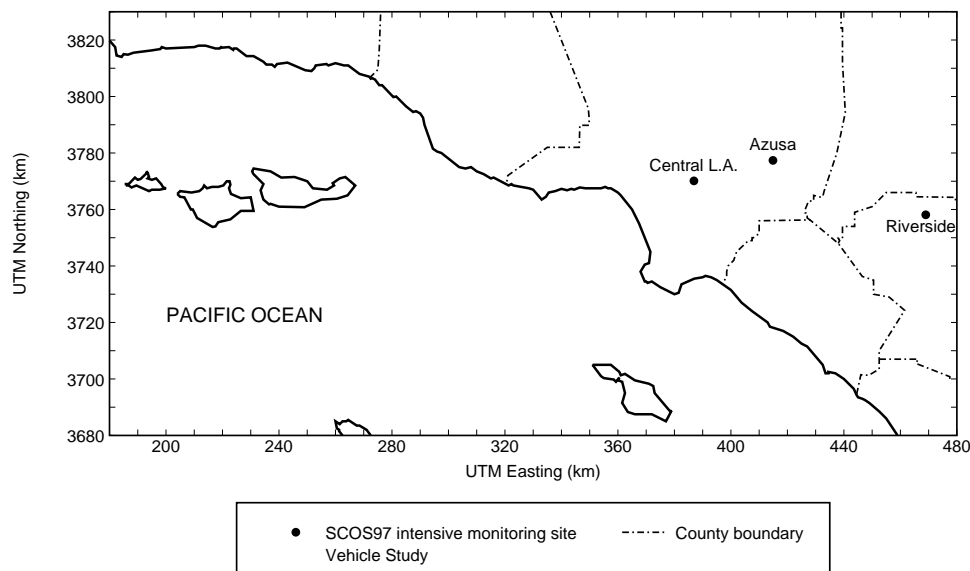 3820
3800
3780
3760
3740
3720
3700
3680
UTM Northing (km)
Azusa
Central L.A.
Riverside
PACIFIC OCEAN
200 240 280 320 360 400 440 480
UTM Easting (km)
SCOS97 intensive monitoring site
Vehicle Study
County boundary